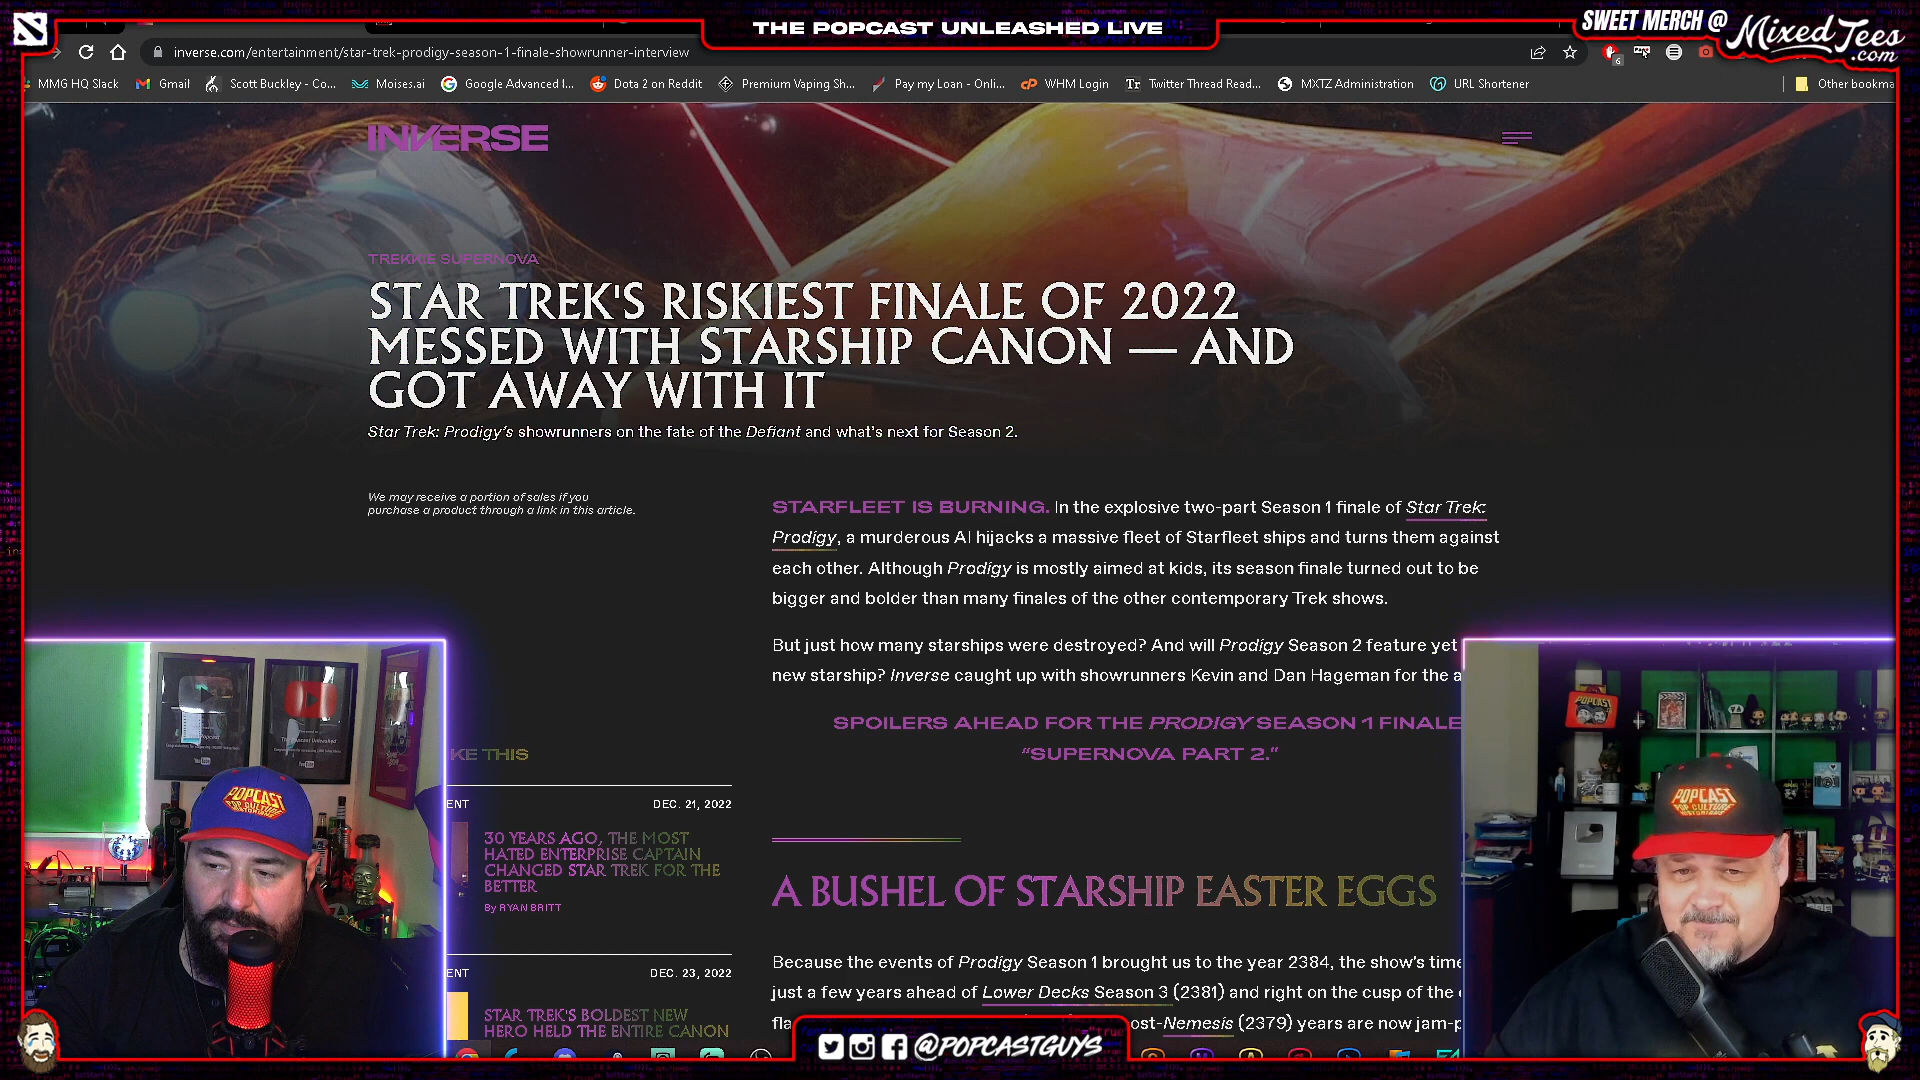 THE POPCAST UNLEASHED LIVE
SWEET MERCH @ MixedTees.com
inverse.com/entertainment/star-trek-prodigy-season-1-finale-showrunner-interview
MMG HQ Slack Gmail Scott Buckley - Co... Moises.ai Google Advanced I... Dota 2 on Reddit Premium Vaping Sh... Pay my Loan - Onli... WHM Login Twitter Thread Read... MXTZ Administration URL Shortener Other bookma
INVERSE
TREKKIE SUPERNOVA
STAR TREK'S RISKIEST FINALE OF 2022
MESSED WITH STARSHIP CANON — AND
GOT AWAY WITH IT
Star Trek: Prodigy's showrunners on the fate of the Defiant and what's next for Season 2.
We may receive a portion of sales if you
purchase a product through a link in this article.
STARFLEET IS BURNING. In the explosive two-part Season 1 finale of Star Trek:
Prodigy, a murderous AI hijacks a massive fleet of Starfleet ships and turns them against
each other. Although Prodigy is mostly aimed at kids, its season finale turned out to be
bigger and bolder than many finales of the other contemporary Trek shows.
But just how many starships were destroyed? And will Prodigy Season 2 feature yet
new starship? Inverse caught up with showrunners Kevin and Dan Hageman for the a
SPOILERS AHEAD FOR THE PRODIGY SEASON 1 FINALE
"SUPERNOVA PART 2."
KE THIS
ENT DEC. 21, 2022
30 YEARS AGO, THE MOST
HATED ENTERPRISE CAPTAIN
CHANGED STAR TREK FOR THE
BETTER
By RYAN BRITT
ENT DEC. 23, 2022
STAR TREK'S BOLDEST NEW
HERO HELD THE ENTIRE CANON
A BUSHEL OF STARSHIP EASTER EGGS
Because the events of Prodigy Season 1 brought us to the year 2384, the show's time
just a few years ahead of Lower Decks Season 3 (2381) and right on the cusp of the
fla ost-Nemesis (2379) years are now jam-p
POPCAST
POP CULTURE
POPCAST
POPCAST
@POPCASTGUYS